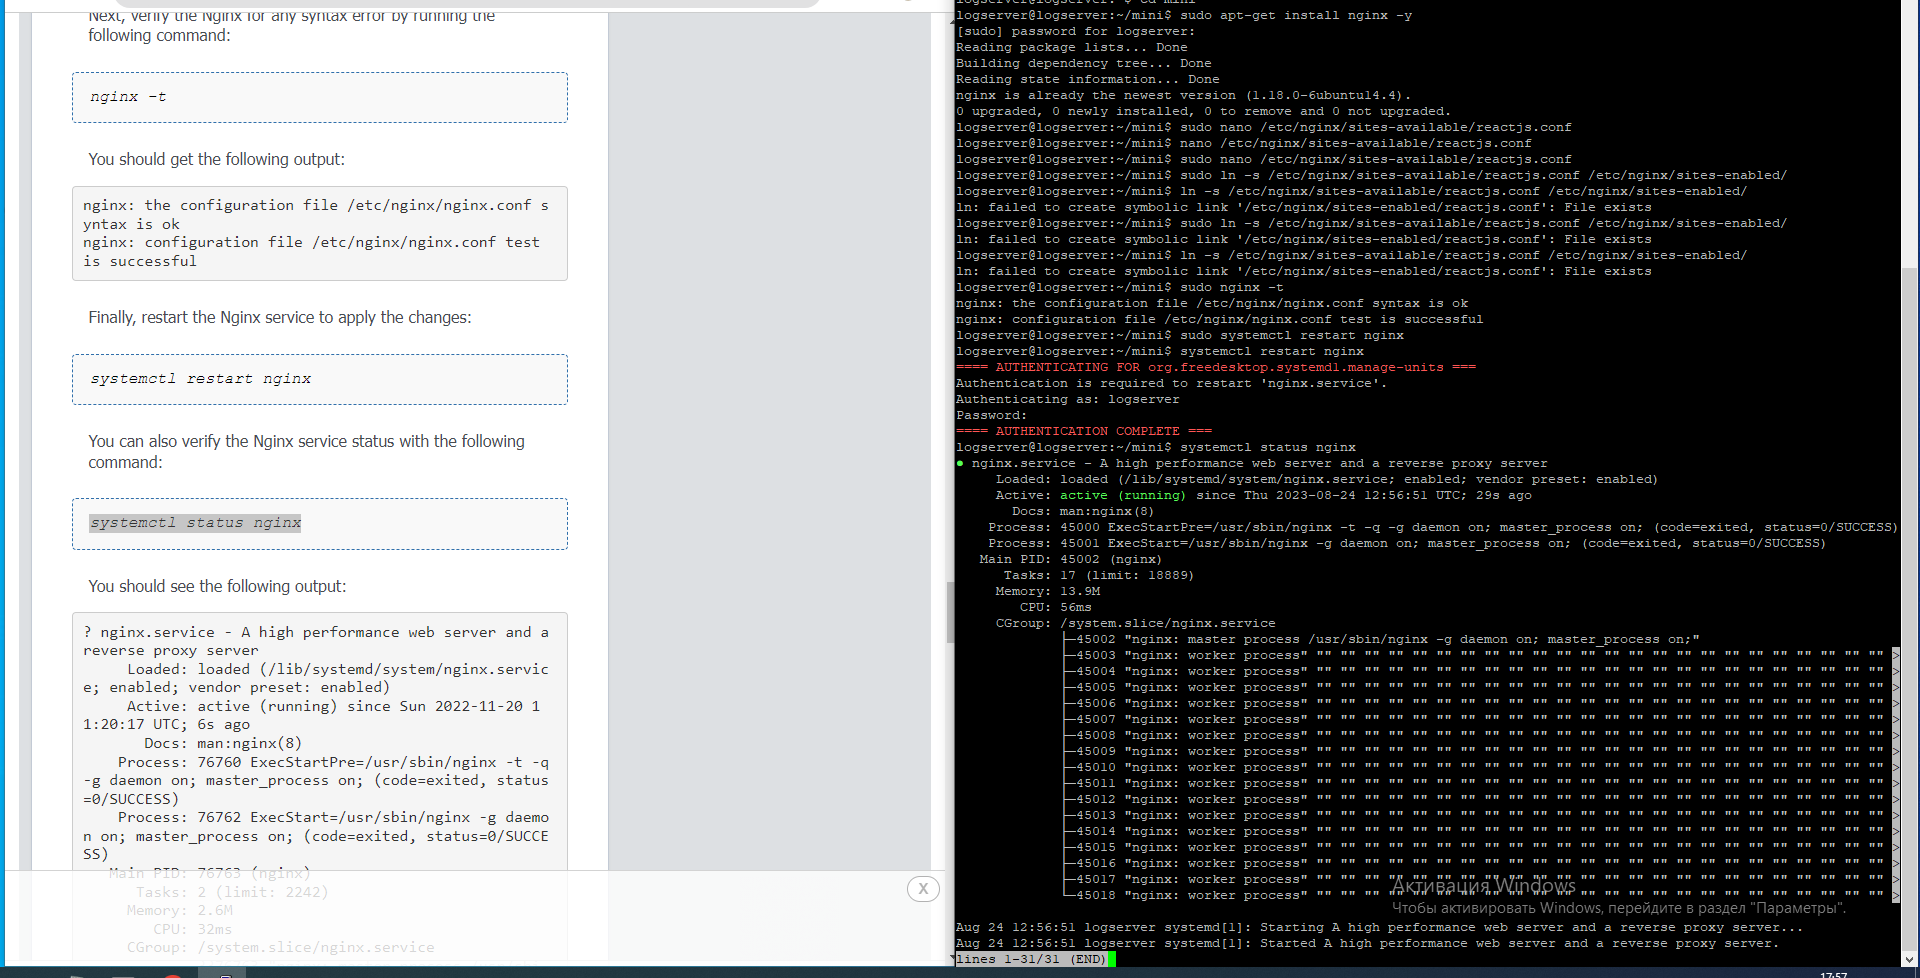 Next, verify the Nginx for any syntax error by running the
following command:
nginx -t
You should get the following output:
nginx: the configuration file /etc/nginx/nginx.conf s
yntax is ok
nginx: configuration file /etc/nginx/nginx.conf test
is successful
Finally, restart the Nginx service to apply the changes:
systemctl restart nginx
You can also verify the Nginx service status with the following
command:
systemctl status nginx
You should see the following output:
? nginx.service - A high performance web server and a
reverse proxy server
Loaded: loaded (/lib/systemd/system/nginx.servic
e; enabled; vendor preset: enabled)
Active: active (running) since Sun 2022-11-20 1
1:20:17 UTC; 6s ago
Docs: man:nginx(8)
Process: 76760 ExecStartPre=/usr/sbin/nginx -t -q
-g daemon on; master_process on; (code=exited, status
=0/SUCCESS)
Process: 76762 ExecStart=/usr/sbin/nginx -g daemo
n on; master_process on; (code=exited, status=0/SUCCE
SS)
Main PID: 76763 (nginx)
Tasks: 2 (limit: 2242)
Memory: 2.6M
CPU: 32ms
CGroup: /system.slice/nginx.service
X
logserver@logserver:~$ cd mini
logserver@logserver:~/mini$ sudo apt-get install nginx -y
[sudo] password for logserver:
Reading package lists... Done
Building dependency tree... Done
Reading state information... Done
nginx is already the newest version (1.18.0-6ubuntu14.4).
0 upgraded, 0 newly installed, 0 to remove and 0 not upgraded.
logserver@logserver:~/mini$ sudo nano /etc/nginx/sites-available/reactjs.conf
logserver@logserver:~/mini$ nano /etc/nginx/sites-available/reactjs.conf
logserver@logserver:~/mini$ sudo nano /etc/nginx/sites-available/reactjs.conf
logserver@logserver:~/mini$ sudo ln -s /etc/nginx/sites-available/reactjs.conf /etc/nginx/sites-enabled/
logserver@logserver:~/mini$ ln -s /etc/nginx/sites-available/reactjs.conf /etc/nginx/sites-enabled/
ln: failed to create symbolic link '/etc/nginx/sites-enabled/reactjs.conf': File exists
logserver@logserver:~/mini$ sudo ln -s /etc/nginx/sites-available/reactjs.conf /etc/nginx/sites-enabled/
ln: failed to create symbolic link '/etc/nginx/sites-enabled/reactjs.conf': File exists
logserver@logserver:~/mini$ ln -s /etc/nginx/sites-available/reactjs.conf /etc/nginx/sites-enabled/
ln: failed to create symbolic link '/etc/nginx/sites-enabled/reactjs.conf': File exists
logserver@logserver:~/mini$ sudo nginx -t
nginx: the configuration file /etc/nginx/nginx.conf syntax is ok
nginx: configuration file /etc/nginx/nginx.conf test is successful
logserver@logserver:~/mini$ sudo systemctl restart nginx
logserver@logserver:~/mini$ systemctl restart nginx
==== AUTHENTICATING FOR org.freedesktop.systemd1.manage-units ===
Authentication is required to restart 'nginx.service'.
Authenticating as: logserver
Password:
==== AUTHENTICATION COMPLETE ===
logserver@logserver:~/mini$ systemctl status nginx
● nginx.service - A high performance web server and a reverse proxy server
Loaded: loaded (/lib/systemd/system/nginx.service; enabled; vendor preset: enabled)
Active: active (running) since Thu 2023-08-24 12:56:51 UTC; 29s ago
Docs: man:nginx(8)
Process: 45000 ExecStartPre=/usr/sbin/nginx -t -q -g daemon on; master_process on; (code=exited, status=0/SUCCESS)
Process: 45001 ExecStart=/usr/sbin/nginx -g daemon on; master_process on; (code=exited, status=0/SUCCESS)
Main PID: 45002 (nginx)
Tasks: 17 (limit: 18889)
Memory: 13.9M
CPU: 56ms
CGroup: /system.slice/nginx.service
├─45002 "nginx: master process /usr/sbin/nginx -g daemon on; master_process on;"
├─45003 "nginx: worker process" "" "" "" "" "" "" "" "" "" "" "" "" "" "" "" "" "" "" "" "" "" "" "" "" >
├─45004 "nginx: worker process" "" "" "" "" "" "" "" "" "" "" "" "" "" "" "" "" "" "" "" "" "" "" "" "" >
├─45005 "nginx: worker process" "" "" "" "" "" "" "" "" "" "" "" "" "" "" "" "" "" "" "" "" "" "" "" "" >
├─45006 "nginx: worker process" "" "" "" "" "" "" "" "" "" "" "" "" "" "" "" "" "" "" "" "" "" "" "" "" >
├─45007 "nginx: worker process" "" "" "" "" "" "" "" "" "" "" "" "" "" "" "" "" "" "" "" "" "" "" "" "" >
├─45008 "nginx: worker process" "" "" "" "" "" "" "" "" "" "" "" "" "" "" "" "" "" "" "" "" "" "" "" "" >
├─45009 "nginx: worker process" "" "" "" "" "" "" "" "" "" "" "" "" "" "" "" "" "" "" "" "" "" "" "" "" >
├─45010 "nginx: worker process" "" "" "" "" "" "" "" "" "" "" "" "" "" "" "" "" "" "" "" "" "" "" "" "" >
├─45011 "nginx: worker process" "" "" "" "" "" "" "" "" "" "" "" "" "" "" "" "" "" "" "" "" "" "" "" "" >
├─45012 "nginx: worker process" "" "" "" "" "" "" "" "" "" "" "" "" "" "" "" "" "" "" "" "" "" "" "" "" >
├─45013 "nginx: worker process" "" "" "" "" "" "" "" "" "" "" "" "" "" "" "" "" "" "" "" "" "" "" "" "" >
├─45014 "nginx: worker process" "" "" "" "" "" "" "" "" "" "" "" "" "" "" "" "" "" "" "" "" "" "" "" "" >
├─45015 "nginx: worker process" "" "" "" "" "" "" "" "" "" "" "" "" "" "" "" "" "" "" "" "" "" "" "" "" >
├─45016 "nginx: worker process" "" "" "" "" "" "" "" "" "" "" "" "" "" "" "" "" "" "" "" "" "" "" "" "" >
├─45017 "nginx: worker process" "" "" "" "" "" "" "" "" "" "" "" "" "" "" "" "" "" "" "" "" "" "" "" "" >
└─45018 "nginx: worker process" "" "" "" "" "" "" "" "" "" "" "" "" "" "" "" "" "" "" "" "" "" "" "" "" >
Активация Windows
Чтобы активировать Windows, перейдите в раздел "Параметры".
Aug 24 12:56:51 logserver systemd[1]: Starting A high performance web server and a reverse proxy server...
Aug 24 12:56:51 logserver systemd[1]: Started A high performance web server and a reverse proxy server.
lines 1-31/31 (END)
17:57